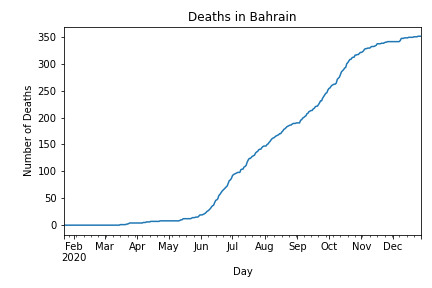 Deaths in Bahrain
Number of Deaths
350
300
250
200
150
100
50
0
Feb Mar Apr May Jun Jul Aug Sep Oct Nov Dec
2020
Day